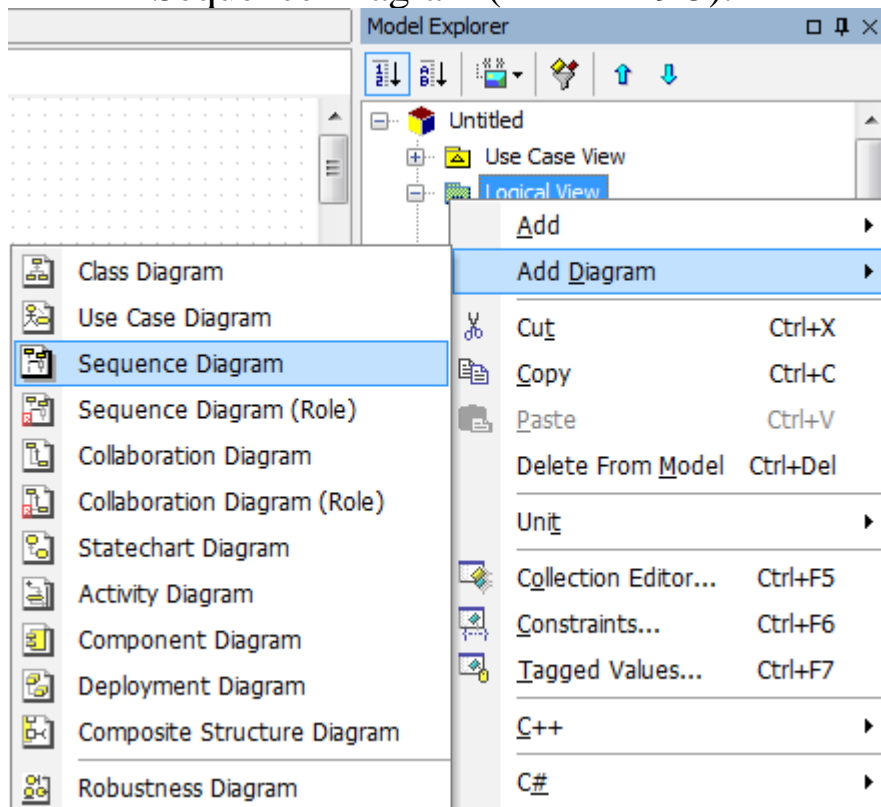 Model Explorer
Untitled
Use Case View
Logical View
Add
Add Diagram
Cut Ctrl+X
Copy Ctrl+C
Paste Ctrl+V
Delete From Model Ctrl+Del
Unit
Collection Editor... Ctrl+F5
Constraints... Ctrl+F6
Tagged Values... Ctrl+F7
C++
C#
Class Diagram
Use Case Diagram
Sequence Diagram
Sequence Diagram (Role)
Collaboration Diagram
Collaboration Diagram (Role)
Statechart Diagram
Activity Diagram
Component Diagram
Deployment Diagram
Composite Structure Diagram
Robustness Diagram